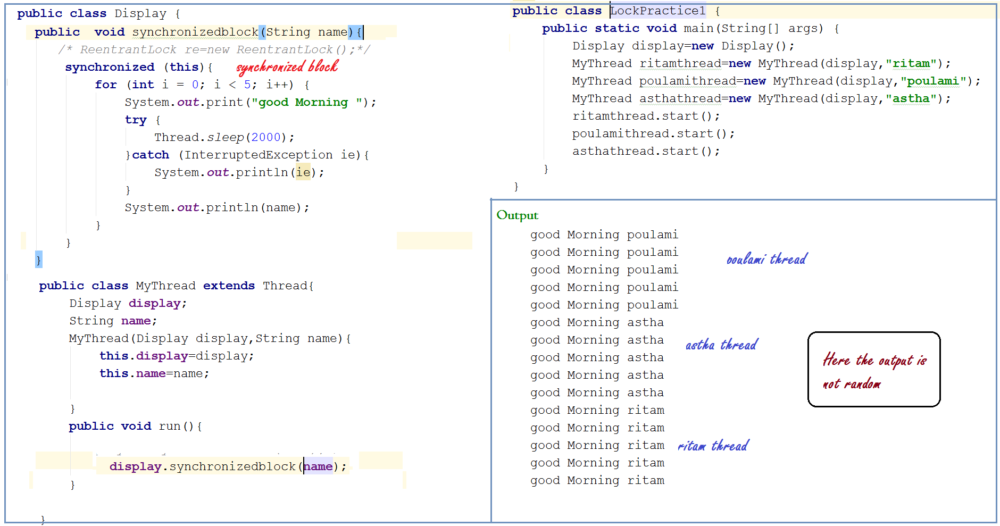 public class Display {
public  void synchronizedblock(String name){
/* ReentrantLock re=new ReentrantLock();*/
synchronized (this){
synchronized block
for (int i = 0; i < 5; i++) {
System.out.print("good Morning ");
try {
Thread.sleep(2000);
}catch (InterruptedException ie){
System.out.println(ie);
}
System.out.println(name);
}
}
}
public class MyThread extends Thread{
Display display;
String name;
MyThread(Display display,String name){
this.display=display;
this.name=name;
}
public void run(){
display.synchronizedblock(name);
}
}
public class LockPractice1 {
public static void main(String[] args) {
Display display=new Display();
MyThread ritamthread=new MyThread(display,"ritam");
MyThread poulamithread=new MyThread(display,"poulami");
MyThread asthathread=new MyThread(display,"astha");
ritamthread.start();
poulamithread.start();
asthathread.start();
}
}
Output
good Morning poulami
good Morning poulami
good Morning poulami
good Morning poulami
good Morning poulami
poulami thread
good Morning astha
good Morning astha
good Morning astha
good Morning astha
good Morning astha
astha thread
good Morning ritam
good Morning ritam
good Morning ritam
good Morning ritam
good Morning ritam
ritam thread
Here the output is
not random